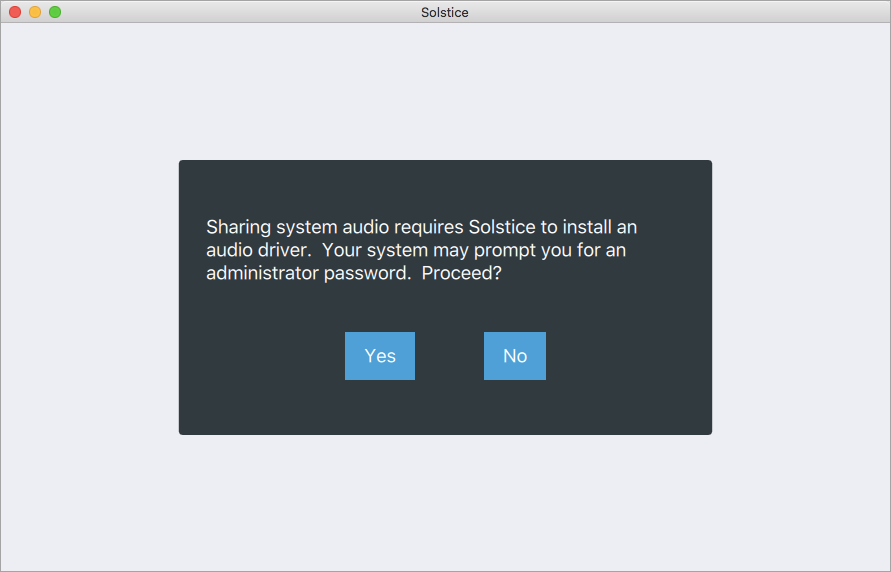 Solstice
Sharing system audio requires Solstice to install an
audio driver.  Your system may prompt you for an
administrator password.  Proceed?
Yes
No